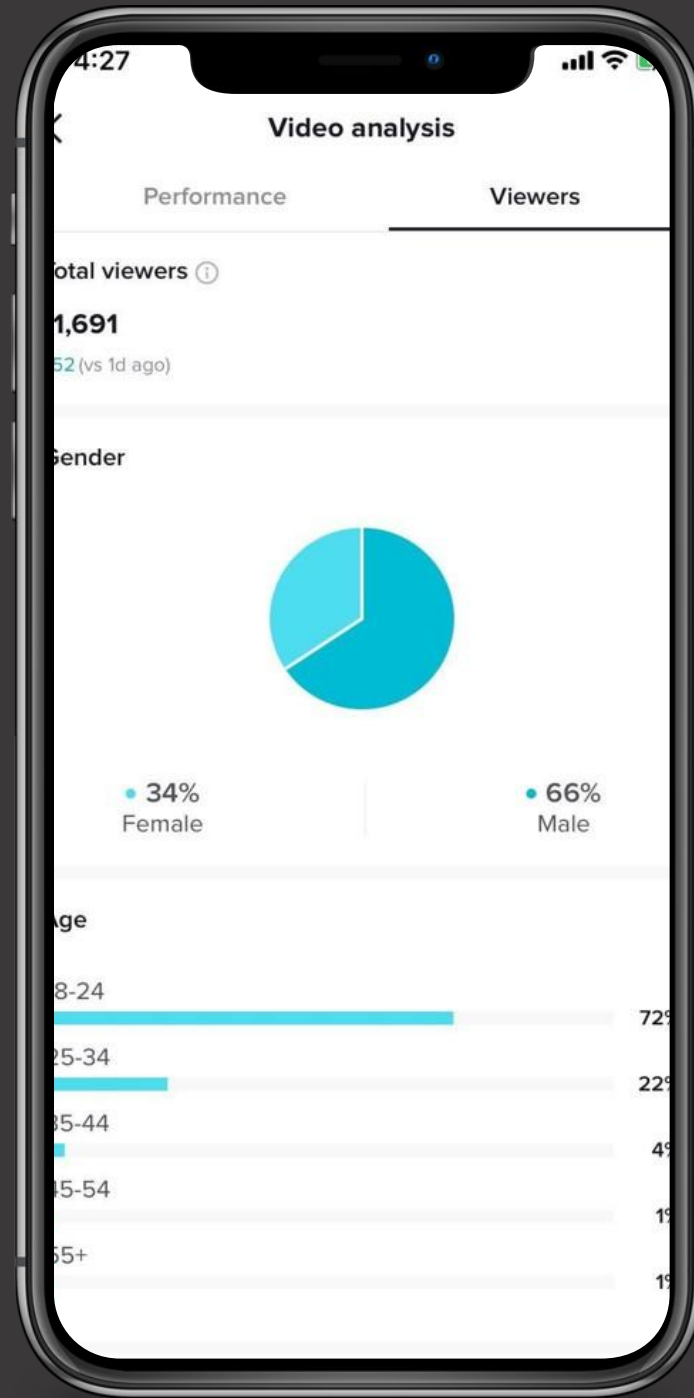 4:27
Video analysis
Performance Viewers
otal viewers
1,691
52 (vs 1d ago)
Gender
34% 66%
Female Male
Age
8-24
72%
25-34
22%
35-44
4%
45-54
1%
55+
1%